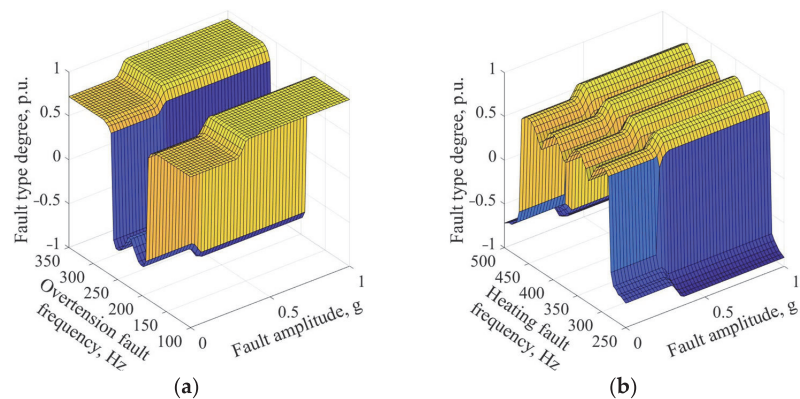 Fault type degree, p.u.
1
0.5
0
−0.5
−1
350
300
250
200
150
100
Overtension fault
frequency, Hz
0
0.5
1
Fault amplitude, g
(a)
Fault type degree, p.u.
1
0.5
0
−0.5
−1
500
450
400
350
300
250
Heating fault
frequency, Hz
0
0.5
1
Fault amplitude, g
(b)